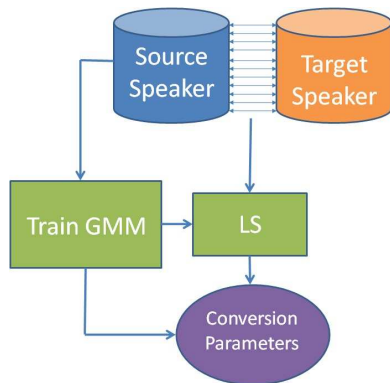 Source
Speaker
Target
Speaker
Train GMM
LS
Conversion
Parameters